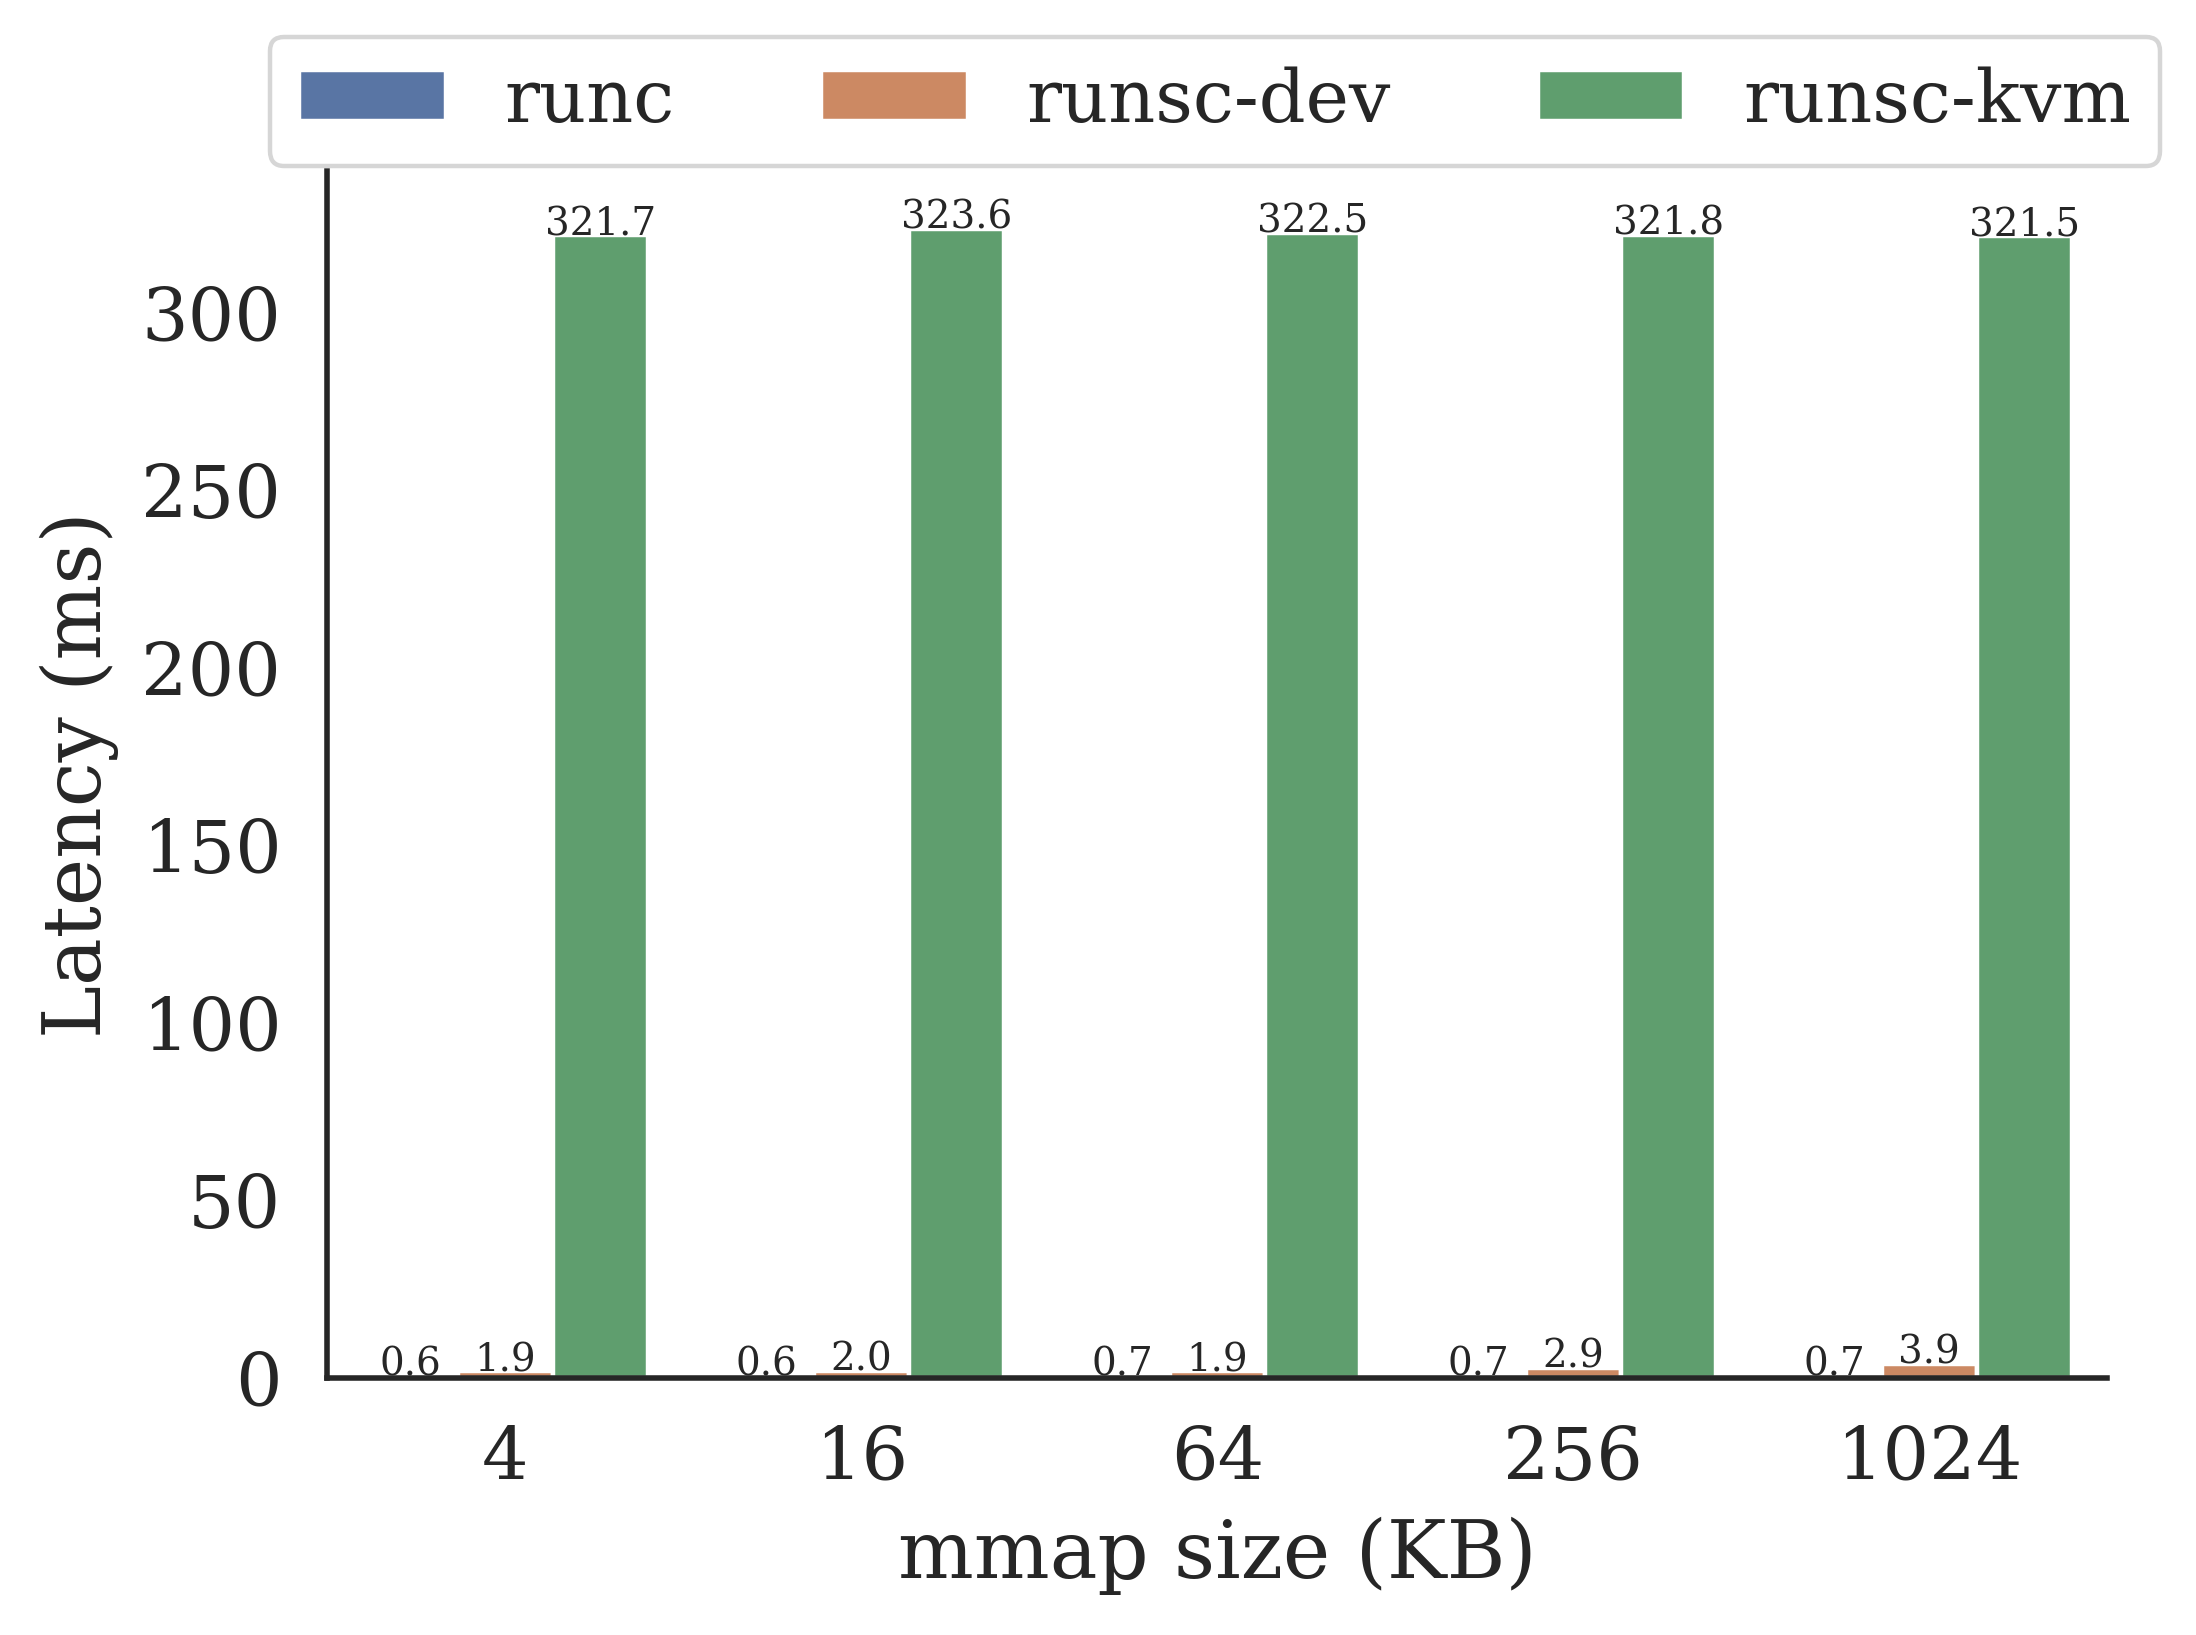 runc runsc-dev runsc-kvm
321.7 323.6 322.5 321.8 321.5
300
250
200
150
100
50
0
Latency (ms)
0.6 1.9 0.6 2.0 0.7 1.9 0.7 2.9 0.7 3.9
4 16 64 256 1024
mmap size (KB)